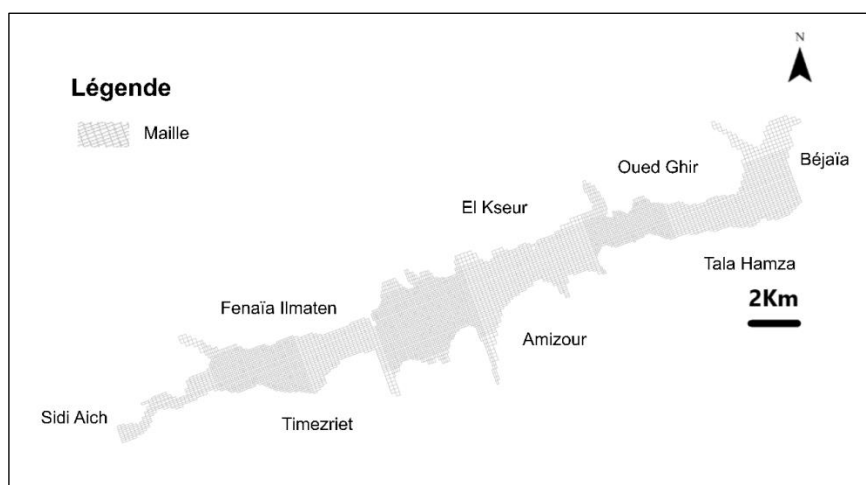 N
Légende
Maille
Oued Ghir
Béjaïa
El Kseur
Tala Hamza
2Km
Fenaïa Ilmaten
Amizour
Sidi Aich
Timezriet